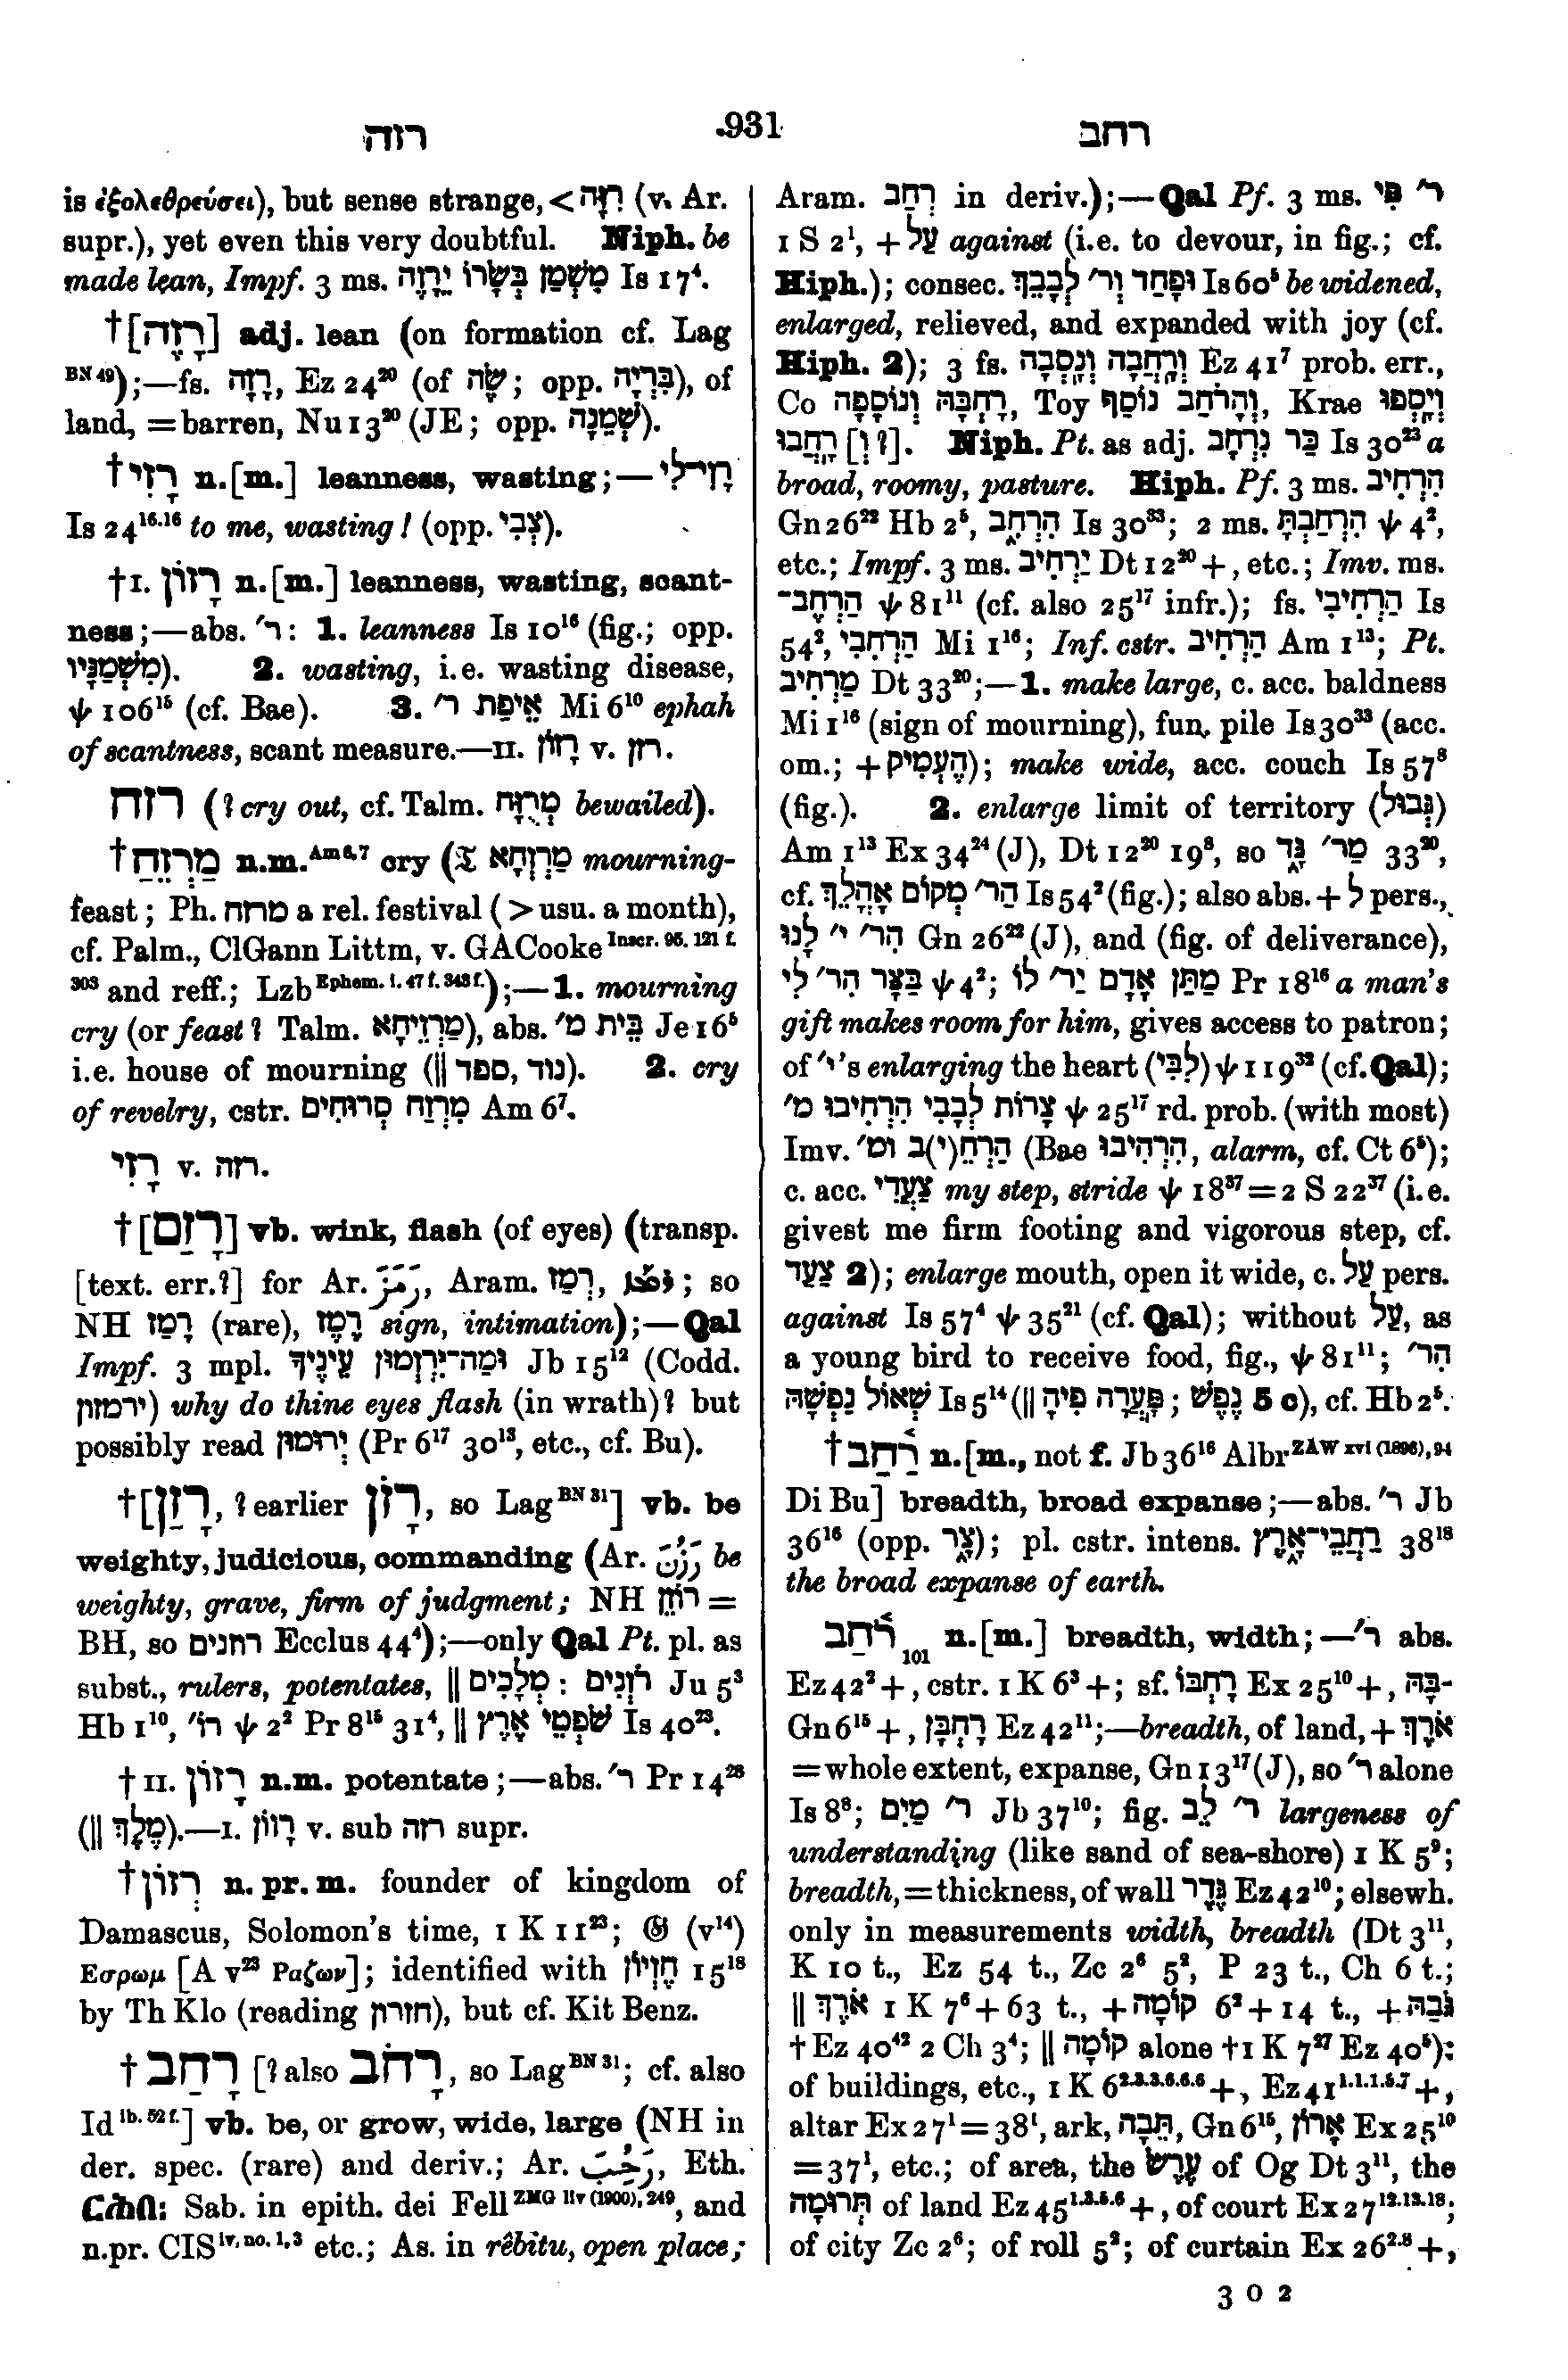 רזה
931
רחב
is ἐξολεθρεύσει), but sense strange, < יִרְזֶה (v. Ar.
supr.), yet even this very doubtful. Niph. be
made lean, Impf. 3 ms. מִשְׁמַן בְּשָׂרוֹ יֵרָזֶה Is 17⁴.
†[רָזֶה] adj. lean (on formation cf. Lag
BN 49);—fs. רָזָה, Ez 24²⁰ (of שֶׂה; opp. בִּרְיָה), of
land, = barren, Nu 13²⁰ (JE; opp. שְׁמֵנָה).
†רָזִי n.[m.] leanness, wasting;—רָזִי־לִי
Is 24¹⁶·¹⁶ to me, wasting! (opp. צְבִי).
†I. רָזוֹן n.[m.] leanness, wasting, scant-
ness;—abs. ר׳: 1. leanness Is 10¹⁶ (fig.; opp.
מִשְׁמַנָּיו). 2. wasting, i.e. wasting disease,
ψ 106¹⁵ (cf. Bae). 3. אֵיפַת ר׳ Mi 6¹⁰ ephah
of scantness, scant measure.—II. רָזוֹן v. רזן.
רזח (? cry out, cf. Talm. מְרַזַּח bewailed).
†מַרְזֵחַ n.m. Am 6,7 cry (𝔗 מַרְזְחָא mourning-
feast; Ph. מרזח a rel. festival (> usu. a month),
cf. Palm., ClGann Littm, v. GACooke Inscr. 95. 121 f.
303 and reff.; Lzb Ephem. i. 47 f. 343 f.);—1. mourning
cry (or feast? Talm. מַרְזֵיחָא), abs. בֵּית מ׳ Je 16⁵
i.e. house of mourning (|| ספד, נוד). 2. cry
of revelry, cstr. מִרְזַח סְרוּחִים Am 6⁷.
רָזִי v. רזה.
†[רָזַם] vb. wink, flash (of eyes) (transp.
[text. err.?] for Ar. رَمَزَ, Aram. רְמַז, ܪܡܙ; so
NH רָמַז (rare), רֶמֶז sign, intimation);—Qal
Impf. 3 mpl. וּמַה־יִּרְזְמוּן עֵינֶיךָ Jb 15¹² (Codd.
ירמזון) why do thine eyes flash (in wrath)? but
possibly read יְרוּמוּן (Pr 6¹⁷ 30¹³, etc., cf. Bu).
†[רָזַן, ? earlier רָזֹן, so Lag BN 31] vb. be
weighty, judicious, commanding (Ar. رَزُنَ be
weighty, grave, firm of judgment; NH רוֹזֵן =
BH, so רוזנים Ecclus 44⁴);—only Qal Pt. pl. as
subst., rulers, potentates, || רֹזְנִים : מְלָכִים Ju 5³
Hb 1¹⁰, רוֹ׳ ψ 2² Pr 8¹⁵ 31⁴, || שֹׁפְטֵי אֶרֶץ Is 40²³.
†II. רָזוֹן n.m. potentate;—abs. ר׳ Pr 14²⁸
(|| מֶלֶךְ).—I. רָזוֹן v. sub רזה supr.
†רְזוֹן n. pr. m. founder of kingdom of
Damascus, Solomon's time, 1 K 11²³; 𝔊 (v¹⁴)
Εσρωμ [A v²³ Ραζων]; identified with חֶזְיוֹן 15¹⁸
by Th Klo (reading חזרון), but cf. Kit Benz.
†רָחַב [? also רָחֹב, so Lag BN 31; cf. also
Id ib. 52 f.] vb. be, or grow, wide, large (NH in
der. spec. (rare) and deriv.; Ar. رَحُبَ, Eth.
ርሕበ: Sab. in epith. dei Fell ZMG liv (1900), 249, and
n.pr. CIS iv, no. 1, 3 etc.; As. in rêbitu, open place;
Aram. רְחַב in deriv.);—Qal Pf. 3 ms. ר׳ פִּי
1 S 2¹, + עַל against (i.e. to devour, in fig.; cf.
Hiph.); consec. וּפָחַד וְר׳ לְבָבֵךְ Is 60⁵ be widened,
enlarged, relieved, and expanded with joy (cf.
Hiph. 2); 3 fs. וְרָחֲבָה וְנָסְבָה Ez 41⁷ prob. err.,
Co רָחְבָּהּ וְנוֹסָפָה, Toy וְהָרֹחַב נוֹסַף, Krae וְיָסְפוּ
[? וְ] רָחֲבוּ. Niph. Pt. as adj. כַּר נִרְחָב Is 30²³ a
broad, roomy, pasture. Hiph. Pf. 3 ms. הִרְחִיב
Gn 26²² Hb 2⁵, הִרְחִב Is 30³³; 2 ms. הִרְחַבְתָּ ψ 4²,
etc.; Impf. 3 ms. יַרְחִיב Dt 12²⁰ +, etc.; Imv. ms.
הַרְחֶב־ ψ 81¹¹ (cf. also 25¹⁷ infr.); fs. הַרְחִיבִי Is
54², הַרְחִבִי Mi 1¹⁶; Inf. cstr. הַרְחִיב Am 1¹³; Pt.
מַרְחִיב Dt 33²⁰;—1. make large, c. acc. baldness
Mi 1¹⁶ (sign of mourning), fun. pile Is 30³³ (acc.
om.; + הֶעְמִיק); make wide, acc. couch Is 57⁸
(fig.). 2. enlarge limit of territory (גְּבוּל)
Am 1¹³ Ex 34²⁴ (J), Dt 12²⁰ 19⁸, so מַר׳ גָּד 33²⁰,
cf. הַר׳ מְקוֹם אָהֳלֵךְ Is 54² (fig.); also abs. + לְ pers.,
הִר׳ י׳ לָנוּ Gn 26²² (J), and (fig. of deliverance),
בַּצָּר הִר׳ לִי ψ 4²; מַתַּן אָדָם יַר׳ לוֹ Pr 18¹⁶ a man's
gift makes room for him, gives access to patron;
of י׳'s enlarging the heart (לִבִּי) ψ 119³² (cf. Qal);
צָרוֹת לְבָבִי הִרְחִיבוּ מ׳ ψ 25¹⁷ rd. prob. (with most)
Imv. הַרְחֵ(י)ב וּמ׳ (Bae הִרְהִיבוּ, alarm, cf. Ct 6⁵);
c. acc. צַעֲדִי my step, stride ψ 18³⁷ = 2 S 22³⁷ (i.e.
givest me firm footing and vigorous step, cf.
צעד 2); enlarge mouth, open it wide, c. עַל pers.
against Is 57⁴ ψ 35²¹ (cf. Qal); without עַל, as
a young bird to receive food, fig., ψ 81¹¹; הִר׳
שְׁאוֹל נַפְשָׁהּ Is 5¹⁴ (|| פָּעֲרָה פִיהָ; נֶפֶשׁ 5 c), cf. Hb 2⁵.
†רַחַב n.[m., not f. Jb 36¹⁶ Albr ZAW xvi (1896), 94
Di Bu] breadth, broad expanse;—abs. ר׳ Jb
36¹⁶ (opp. צָר); pl. cstr. intens. רַחֲבֵי־אָרֶץ 38¹⁸
the broad expanse of earth.
רֹחַב 101 n.[m.] breadth, width;—ר׳ abs.
Ez 42² +, cstr. 1 K 6³ +; sf. רָחְבּוֹ Ex 25¹⁰ +, בָּהּ-
Gn 6¹⁵ +, רָחְבָּן Ez 42¹¹;—breadth, of land, + אֹרֶךְ
= whole extent, expanse, Gn 13¹⁷ (J), so ר׳ alone
Is 8⁸; ר׳ מַיִם Jb 37¹⁰; fig. ר׳ לֵב largeness of
understanding (like sand of sea-shore) 1 K 5⁹;
breadth, = thickness, of wall גָּדֵר Ez 42¹⁰; elsewh.
only in measurements width, breadth (Dt 3¹¹,
K 10 t., Ez 54 t., Zc 2⁶ 5², P 23 t., Ch 6 t.;
|| אֹרֶךְ 1 K 7⁶ + 63 t., + קוֹמָה 6² + 14 t., + גֹּבַהּ
† Ez 40⁴² 2 Ch 3⁴; || קוֹמָה alone † 1 K 7²⁷ Ez 40⁵):
of buildings, etc., 1 K 6²·³·³·⁶·⁶·⁶ +, Ez 41¹·¹·¹·⁵·⁷ +,
altar Ex 27¹ = 38¹, ark, תֵּבָה, Gn 6¹⁵, אָרוֹן Ex 25¹⁰
= 37¹, etc.; of area, the עֶרֶשׂ of Og Dt 3¹¹, the
תְּרוּמָה of land Ez 45¹·³·⁵·⁶ +, of court Ex 27¹²·¹³·¹⁸;
of city Zc 2⁶; of roll 5²; of curtain Ex 26²·⁸ +,
3 O 2